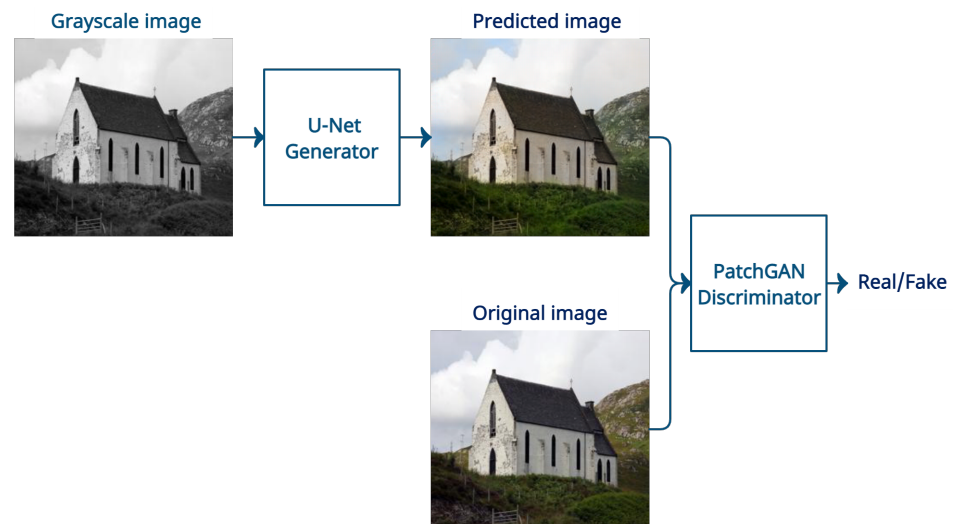 Grayscale image
Predicted image
U-Net
Generator
PatchGAN
Discriminator
Real/Fake
Original image